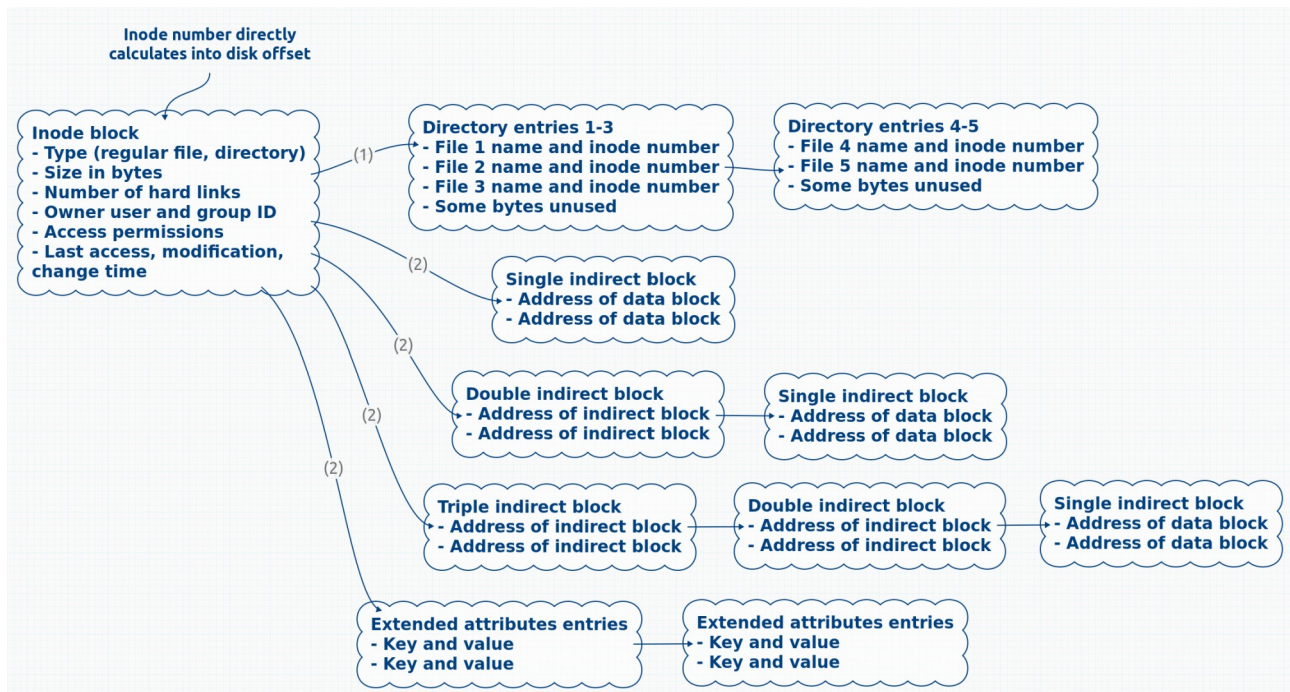 Inode number directly
calculates into disk offset
Inode block
- Type (regular file, directory)
- Size in bytes
- Number of hard links
- Owner user and group ID
- Access permissions
- Last access, modification,
change time
(1)
Directory entries 1-3
- File 1 name and inode number
- File 2 name and inode number
- File 3 name and inode number
- Some bytes unused
Directory entries 4-5
- File 4 name and inode number
- File 5 name and inode number
- Some bytes unused
(2)
Single indirect block
- Address of data block
- Address of data block
(2)
Double indirect block
- Address of indirect block
- Address of indirect block
Single indirect block
- Address of data block
- Address of data block
(2)
Triple indirect block
- Address of indirect block
- Address of indirect block
Double indirect block
- Address of indirect block
- Address of indirect block
Single indirect block
- Address of data block
- Address of data block
(2)
Extended attributes entries
- Key and value
- Key and value
Extended attributes entries
- Key and value
- Key and value